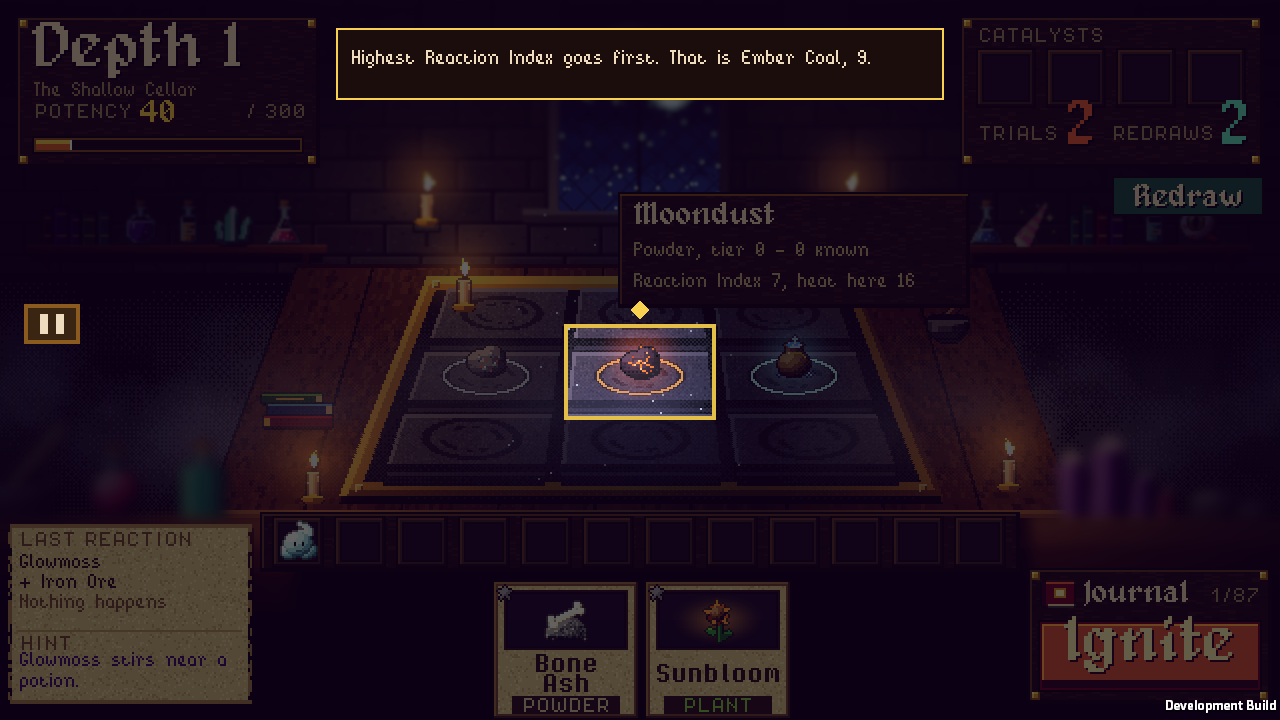 Depth 1
The Shallow Cellar
POTENCY 40 / 300
Highest Reaction Index goes first. That is Ember Coal, 9.
CATALYSTS
TRIALS 2 REDRAWS 2
Redraw
Moondust
Powder, tier 0 - 0 known
Reaction Index 7, heat here 16
LAST REACTION
Glowmoss
+ Iron Ore
Nothing happens
HINT
Glowmoss stirs near a
potion.
Bone
Ash
POWDER
Sunbloom
PLANT
Journal 1/87
Ignite
Development Build